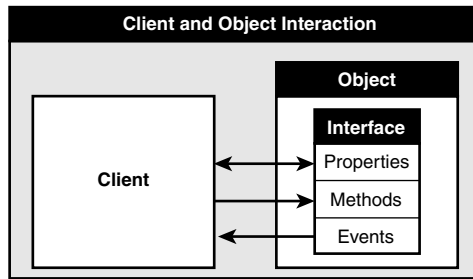 Client and Object Interaction
Object
Interface
Client
Properties
Methods
Events